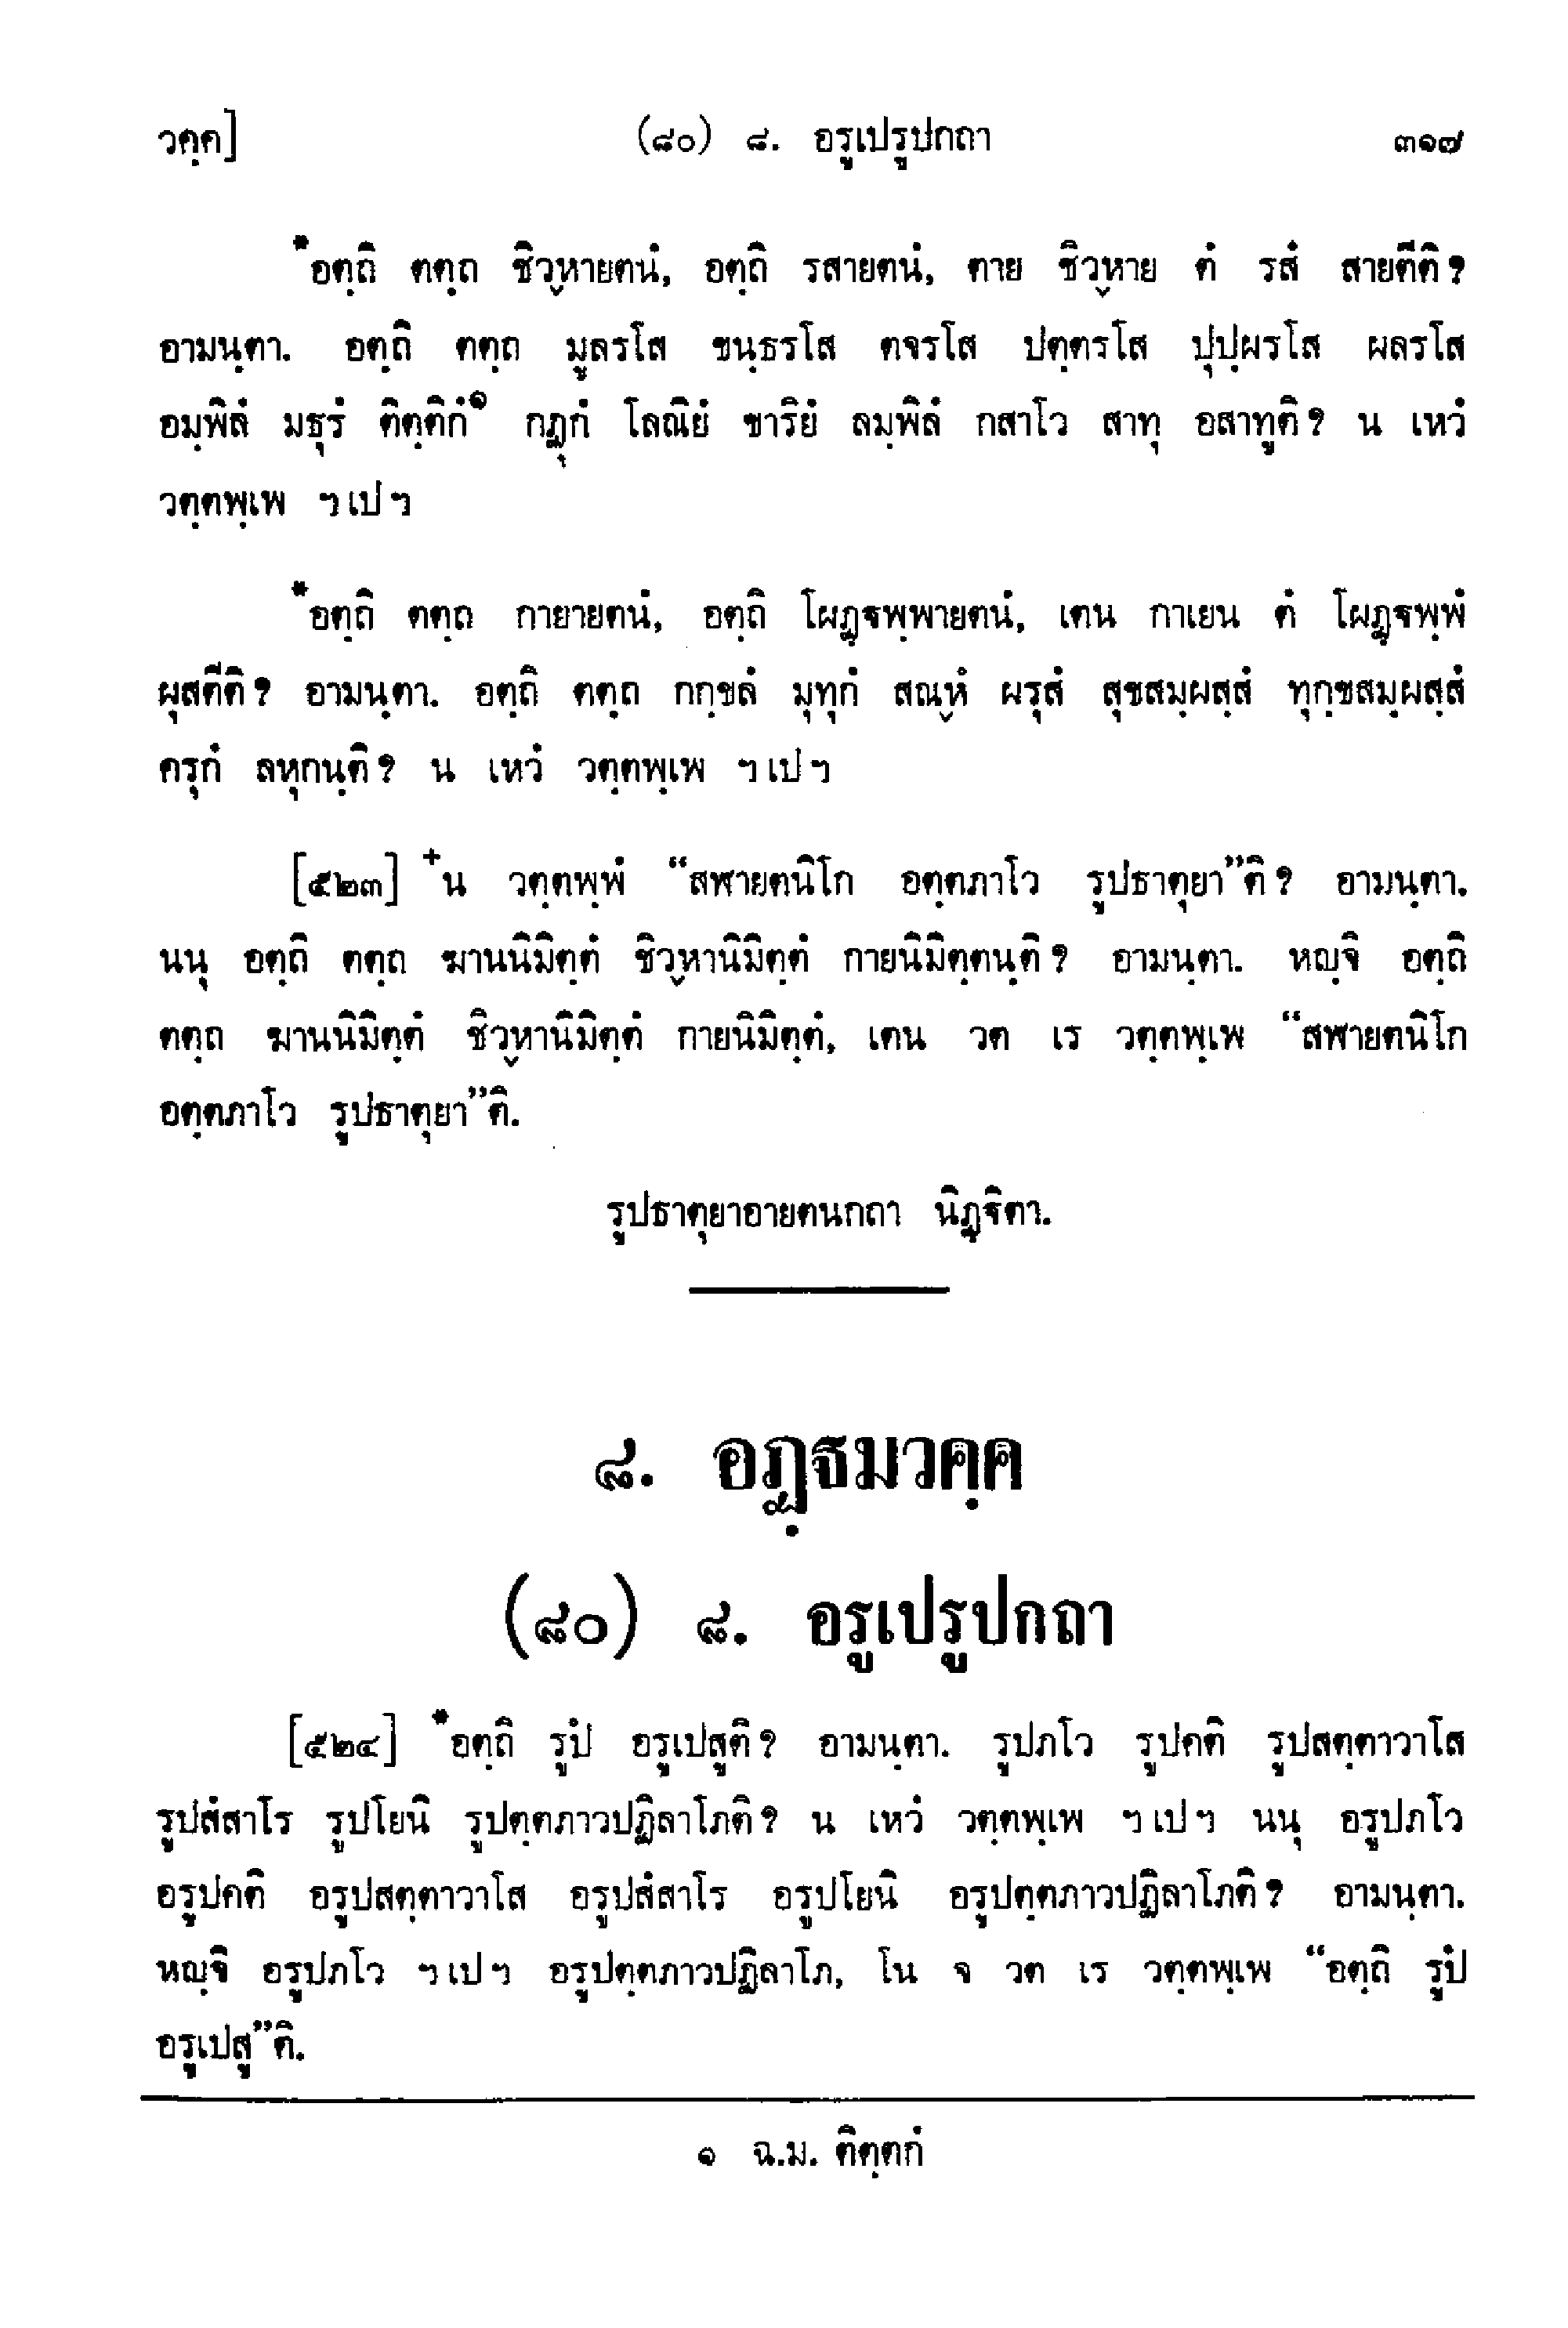 วคฺค] (๘๐) ๘. อรูเปรูปกถา ๓๑๗
*อตฺถิ ตตฺถ ชิวฺหายตนํ, อตฺถิ รสายตนํ, ตาย ชิวฺหาย ตํ รสํ สายตีติ ?
อามนฺตา. อตฺถิ ตตฺถ มูลรโส ขนฺธรโส ตจรโส ปตฺตรโส ปุปฺผรโส ผลรโส
อมฺพิลํ มธุรํ ติตฺติกํ๑ กฏุกํ โลณิยํ ขาริยํ ลมฺพิลํ กสาโว สาทุ อสาทูติ ? น เหวํ
วตฺตพฺเพ ฯเปฯ
*อตฺถิ ตตฺถ กายายตนํ, อตฺถิ โผฏฺฐพฺพายตนํ, เตน กาเยน ตํ โผฏฺฐพฺพํ
ผุสตีติ ? อามนฺตา. อตฺถิ ตตฺถ กกฺขลํ มุทุกํ สณฺหํ ผรุสํ สุขสมฺผสฺสํ ทุกฺขสมฺผสฺสํ
ครุกํ ลหุกนฺติ ? น เหวํ วตฺตพฺเพ ฯเปฯ
[๕๒๓] +น วตฺตพฺพํ “สฬายตนิโก อตฺตภาโว รูปธาตุยา”ติ ? อามนฺตา.
นนุ อตฺถิ ตตฺถ ฆานนิมิตฺตํ ชิวฺหานิมิตฺตํ กายนิมิตฺตนฺติ ? อามนฺตา. หญฺจิ อตฺถิ
ตตฺถ ฆานนิมิตฺตํ ชิวฺหานิมิตฺตํ กายนิมิตฺตํ, เตน วต เร วตฺตพฺเพ “สฬายตนิโก
อตฺตภาโว รูปธาตุยา”ติ.
รูปธาตุยาอายตนกถา นิฏฺฐิตา.
๘. อฏฺฐมวคฺค
(๘๐) ๘. อรูเปรูปกถา
[๕๒๔] *อตฺถิ รูปํ อรูเปสูติ ? อามนฺตา. รูปภโว รูปคติ รูปสตฺตาวาโส
รูปสํสาโร รูปโยนิ รูปตฺตภาวปฏิลาโภติ ? น เหวํ วตฺตพฺเพ ฯเปฯ นนุ อรูปภโว
อรูปคติ อรูปสตฺตาวาโส อรูปสํสาโร อรูปโยนิ อรูปตฺตภาวปฏิลาโภติ ? อามนฺตา.
หญฺจิ อรูปภโว ฯเปฯ อรูปตฺตภาวปฏิลาโภ, โน จ วต เร วตฺตพฺเพ “อตฺถิ รูปํ
อรูเปสู”ติ.
๑ ฉ.ม. ติตฺตกํ